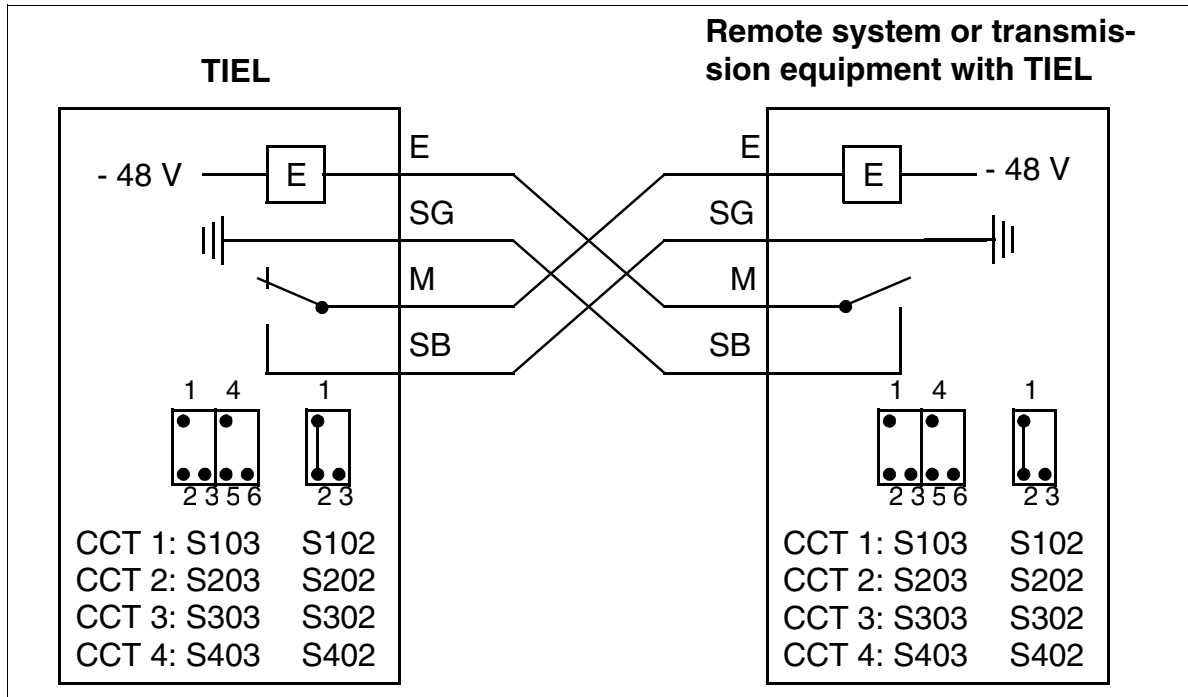 Remote system or transmis-
TIEL
sion equipment with TIEL
E
E
- 48 V
E
E
- 48 V
SG
SG
M
M
SB
SB
1 4
1
1 4
1
2 3 5 6
2 3
2 3 5 6
2 3
CCT 1: S103 S102
CCT 2: S203 S202
CCT 3: S303 S302
CCT 4: S403 S402
CCT 1: S103 S102
CCT 2: S203 S202
CCT 3: S303 S302
CCT 4: S403 S402